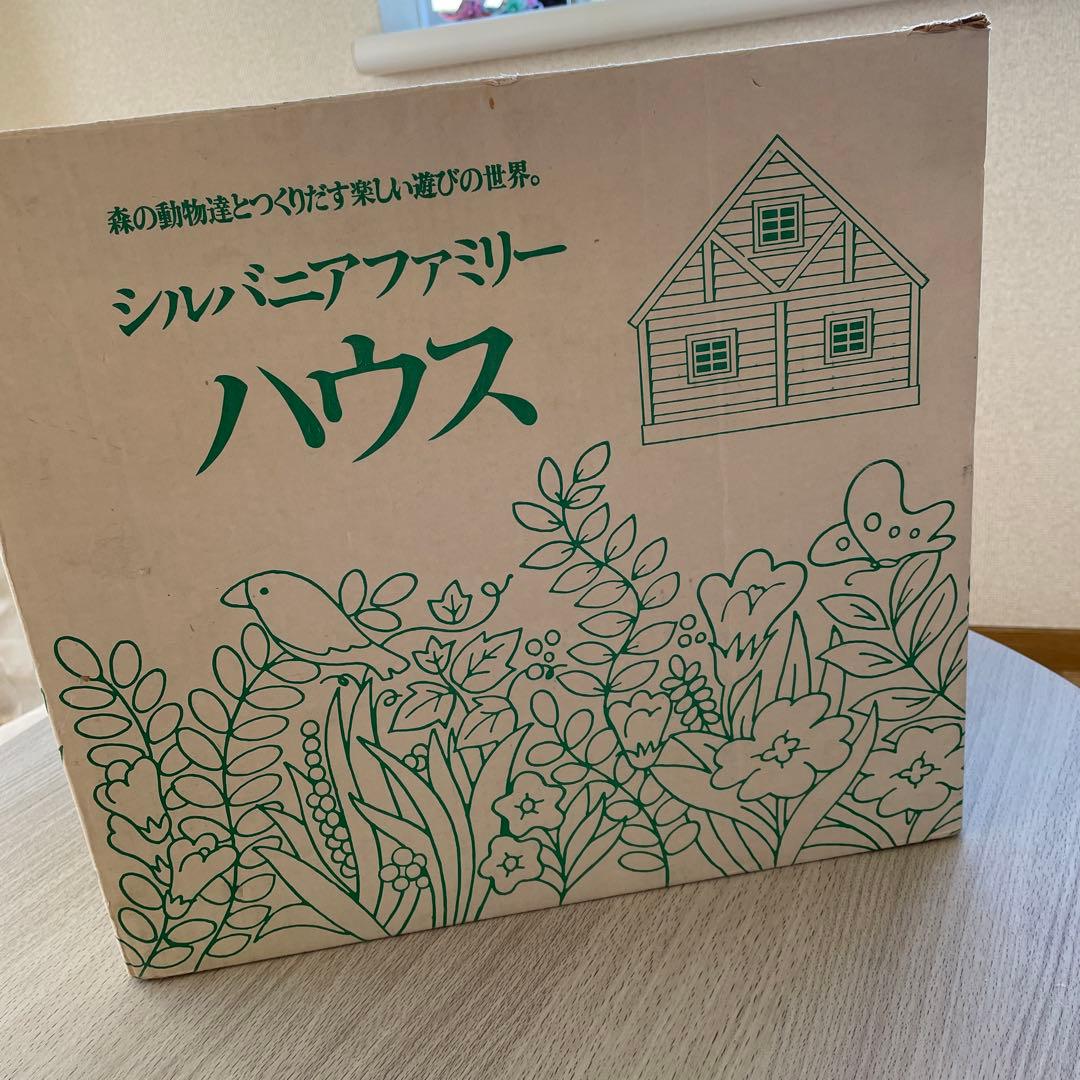 森の動物達とつくりだす楽しい遊びの世界。
シルバニアファミリー
ハウス